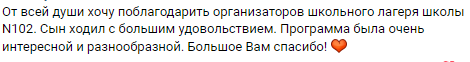 От всей души хочу поблагодарить организаторов школьного лагеря школы
N102. Сын ходил с большим удовольствием. Программа была очень
интересной и разнообразной. Большое Вам спасибо! ❤